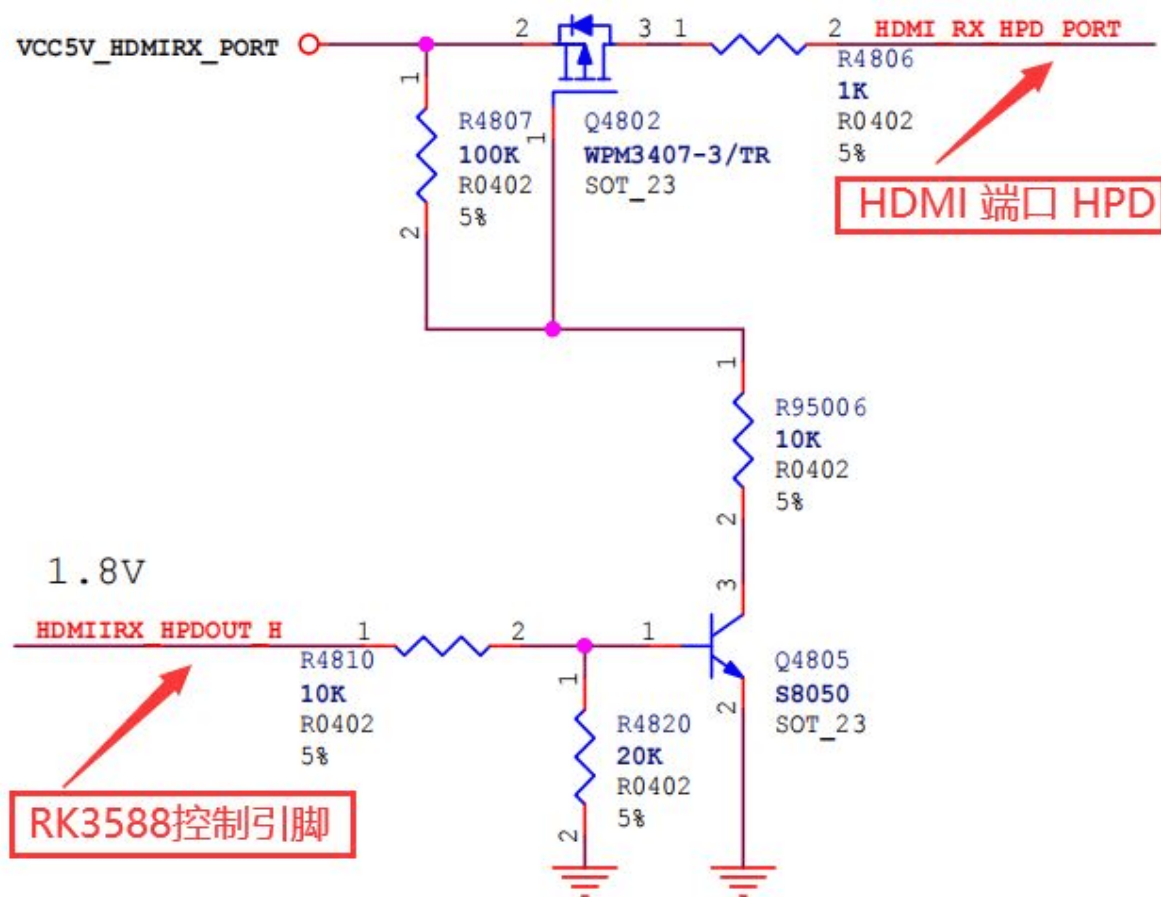 VCC5V_HDMIRX_PORT
2
3
1
2
HDMI_RX_HPD_PORT
R4806
1K
R0402
5%
HDMI 端口 HPD
1
R4807
100K
R0402
5%
2
1
Q4802
WPM3407-3/TR
SOT_23
1
R95006
10K
R0402
5%
2
1.8V
HDMIIRX_HPDOUT_H
1
2
R4810
10K
R0402
5%
1
3
Q4805
S8050
SOT_23
2
1
R4820
20K
R0402
5%
2
RK3588控制引脚